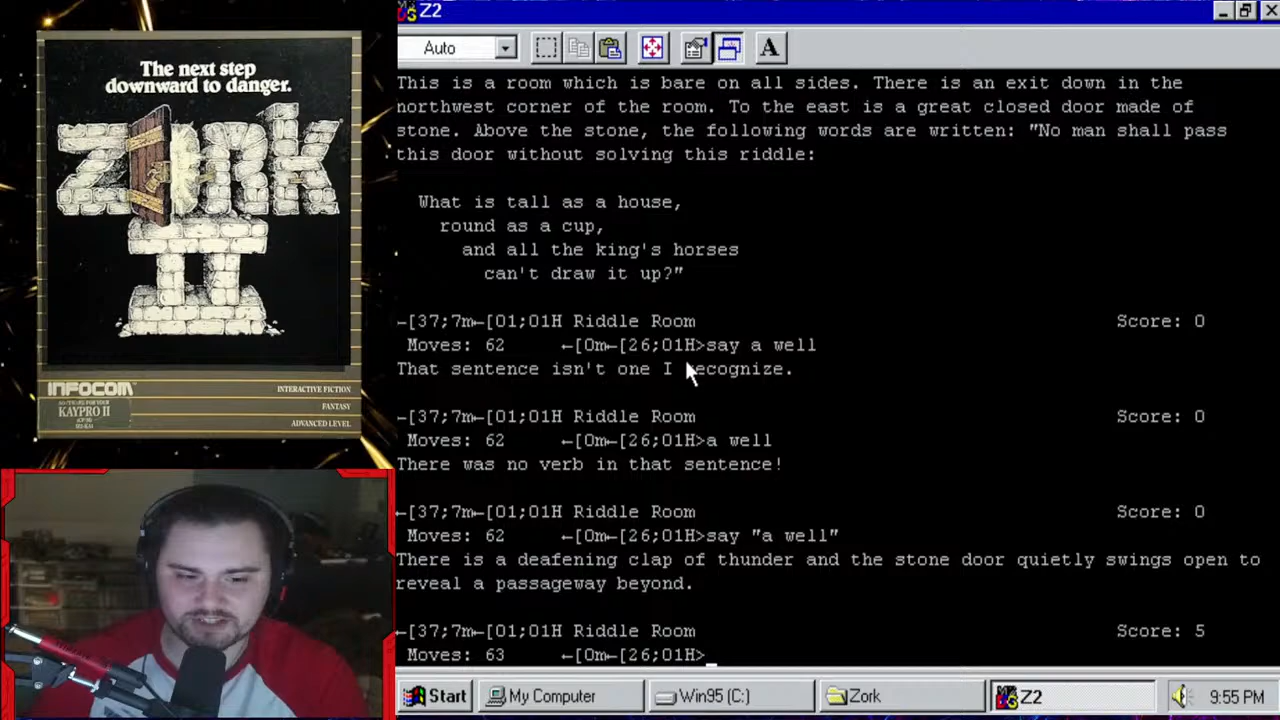 The next step
downward to danger.
ZORK
II
INFOCOM
INTERACTIVE FICTION
FANTASY
ADVANCED LEVEL
KAYPRO II
Z2
Auto
A
This is a room which is bare on all sides. There is an exit down in the
northwest corner of the room. To the east is a great closed door made of
stone. Above the stone, the following words are written: "No man shall pass
this door without solving this riddle:
What is tall as a house,
round as a cup,
and all the king's horses
can't draw it up?"
←[37;7m←[01;01H Riddle Room Score: 0
Moves: 62 ←[0m←[26;01H>say a well
That sentence isn't one I recognize.
←[37;7m←[01;01H Riddle Room Score: 0
Moves: 62 ←[0m←[26;01H>a well
There was no verb in that sentence!
←[37;7m←[01;01H Riddle Room Score: 0
Moves: 62 ←[0m←[26;01H>say "a well"
There is a deafening clap of thunder and the stone door quietly swings open to
reveal a passageway beyond.
←[37;7m←[01;01H Riddle Room Score: 5
Moves: 63 ←[0m←[26;01H>
Start My Computer Win95 (C:) Zork Z2 9:55 PM